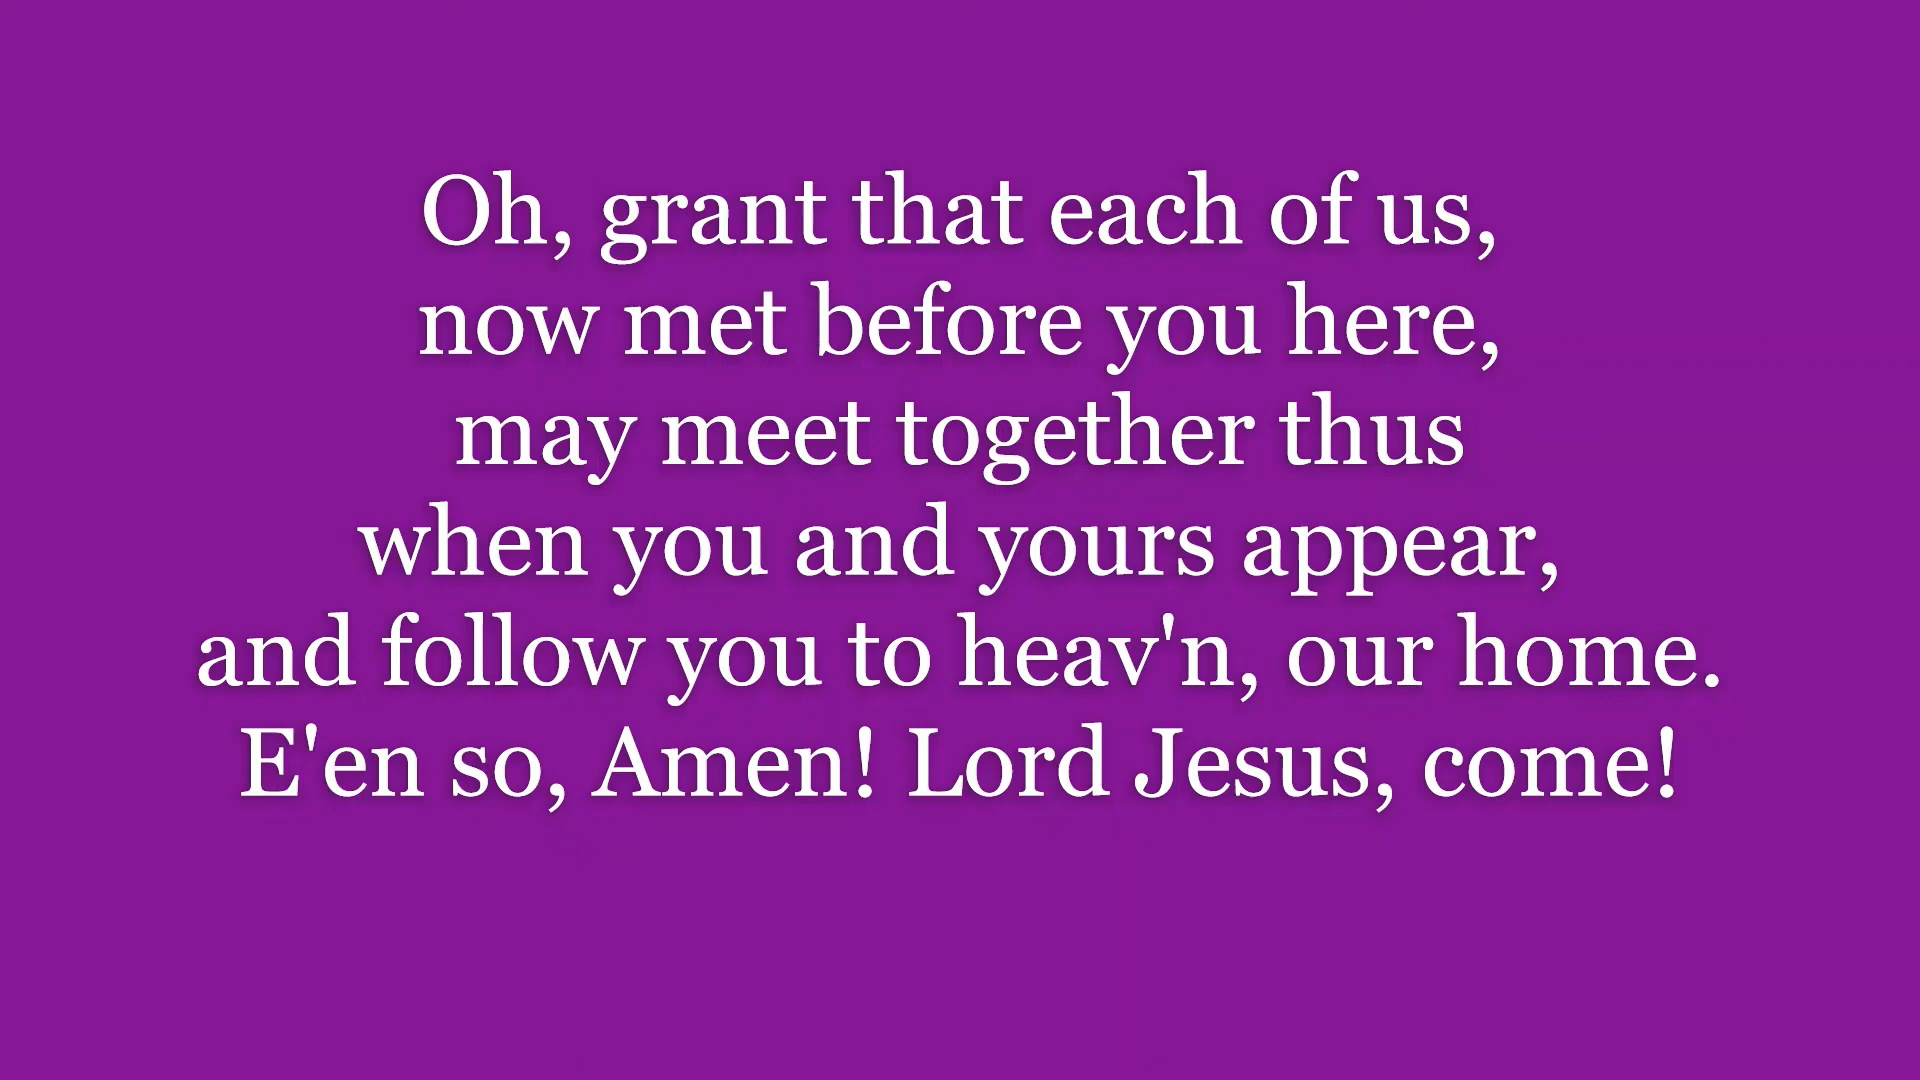 Oh, grant that each of us,
now met before you here,
may meet together thus
when you and yours appear,
and follow you to heav'n, our home.
E'en so, Amen! Lord Jesus, come!